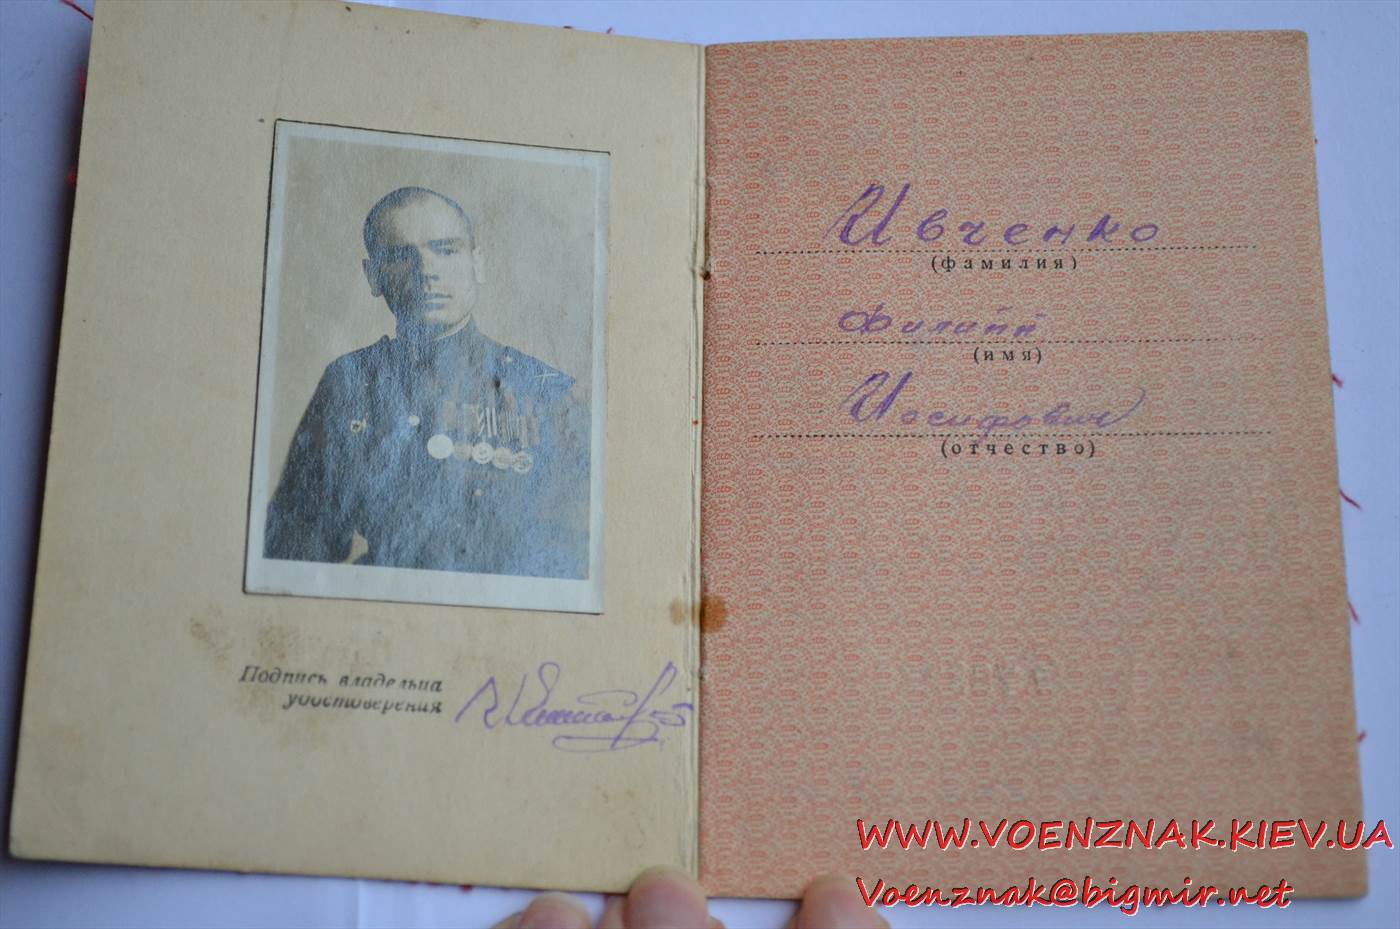 Подпись владельца
удостоверения
Ивченко
(фамилия)
Филипп
(имя)
Иосифович
(отчество)
WWW.VOENZNAK.KIEV.UA
Voenznak@bigmir.net